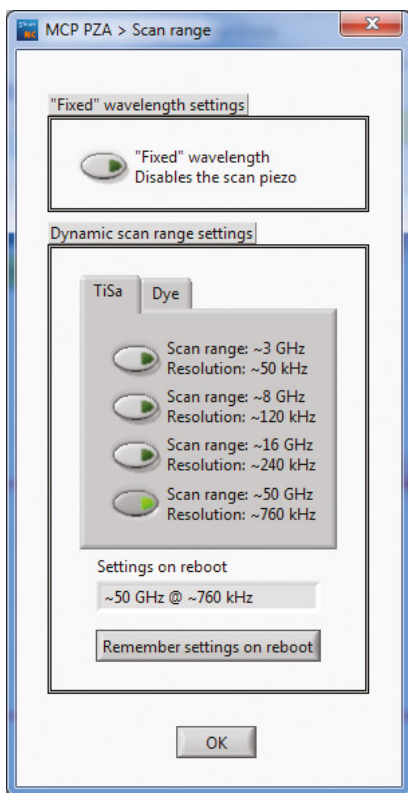 MCP PZA > Scan range
"Fixed" wavelength settings
"Fixed" wavelength
Disables the scan piezo
Dynamic scan range settings
TiSa
Dye
Scan range: ~3 GHz
Resolution: ~50 kHz
Scan range: ~8 GHz
Resolution: ~120 kHz
Scan range: ~16 GHz
Resolution: ~240 kHz
Scan range: ~50 GHz
Resolution: ~760 kHz
Settings on reboot
~50 GHz @ ~760 kHz
Remember settings on reboot
OK